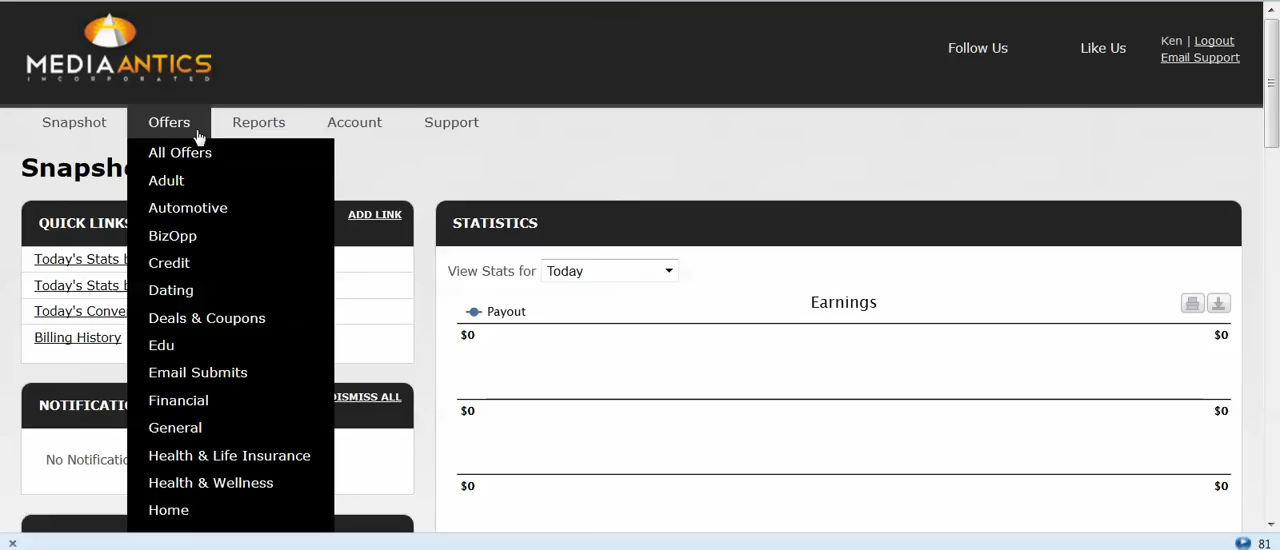 MEDIAANTICS
INCORPORATED
Follow Us
Like Us
Ken | Logout
Email Support
Snapshot
Offers
Reports
Account
Support
Snapsh
All Offers
Adult
Automotive
BizOpp
Credit
Dating
Deals & Coupons
Edu
Email Submits
Financial
General
Health & Life Insurance
Health & Wellness
Home
QUICK LINKS
ADD LINK
Today's Stats
Today's Stats
Today's Conve
Billing History
NOTIFICATI
DISMISS ALL
No Notificatio
STATISTICS
View Stats for Today
Earnings
Payout
$0 $0
$0 $0
$0 $0
81